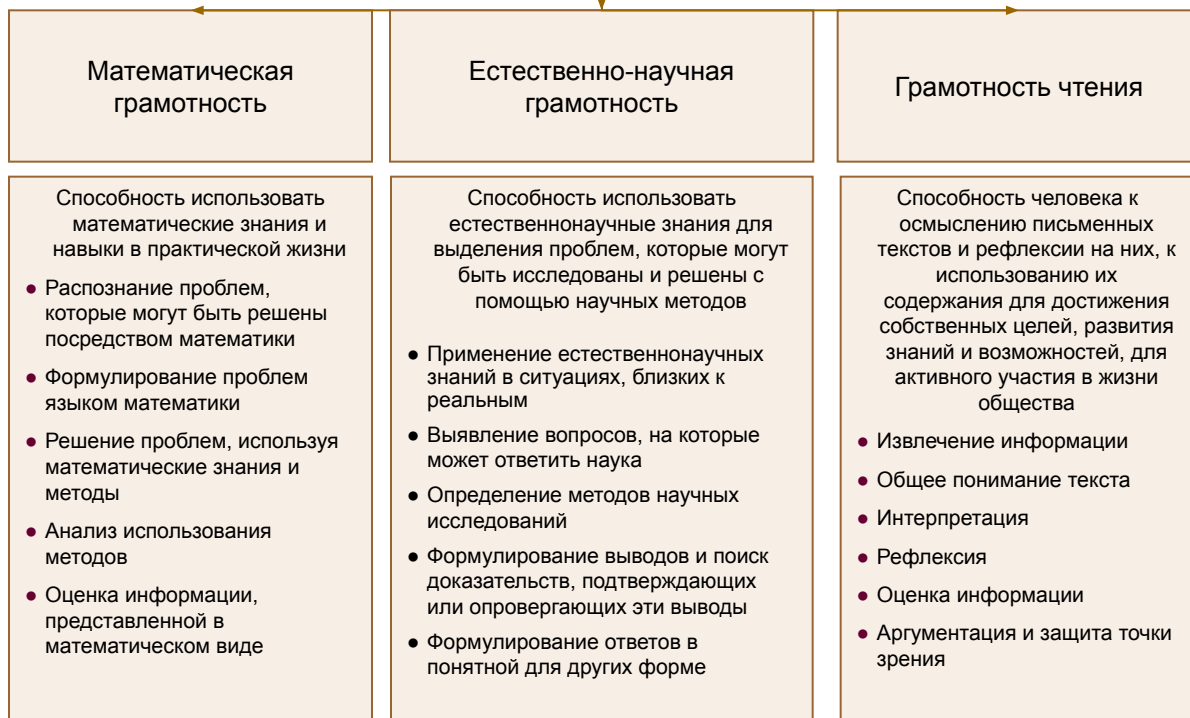 Математическая
грамотность
Естественно-научная
грамотность
Грамотность чтения
Способность использовать
математические знания и
навыки в практической жизни
● Распознание проблем,
которые могут быть решены
посредством математики
● Формулирование проблем
языком математики
● Решение проблем, используя
математические знания и
методы
● Анализ использования
методов
● Оценка информации,
представленной в
математическом виде
Способность использовать
естественнонаучные знания для
выделения проблем, которые могут
быть исследованы и решены с
помощью научных методов
● Применение естественнонаучных
знаний в ситуациях, близких к
реальным
● Выявление вопросов, на которые
может ответить наука
● Определение методов научных
исследований
● Формулирование выводов и поиск
доказательств, подтверждающих
или опровергающих эти выводы
● Формулирование ответов в
понятной для других форме
Способность человека к
осмыслению письменных
текстов и рефлексии на них, к
использованию их
содержания для достижения
собственных целей, развития
знаний и возможностей, для
активного участия в жизни
общества
● Извлечение информации
● Общее понимание текста
● Интерпретация
● Рефлексия
● Оценка информации
● Аргументация и защита точки
зрения